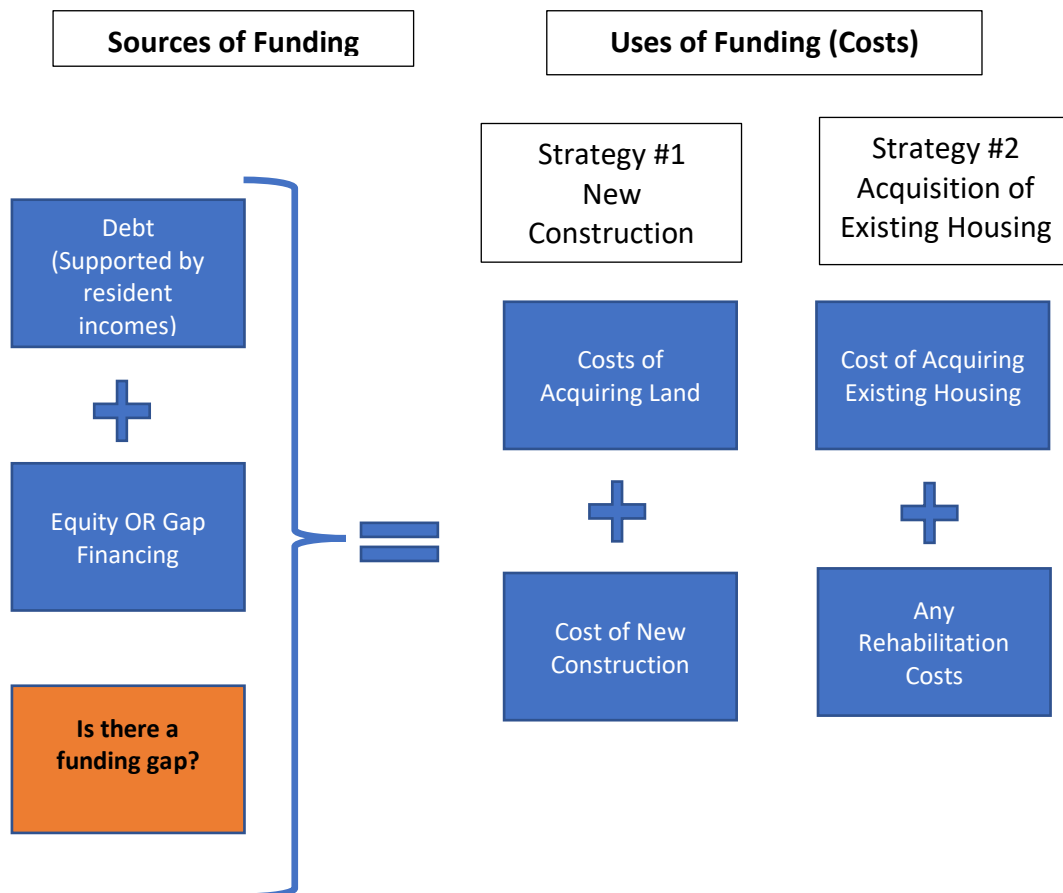 Sources of Funding
Uses of Funding (Costs)
Debt
(Supported by
resident
incomes)
Equity OR Gap
Financing
Is there a
funding gap?
Strategy #1
New
Construction
Costs of
Acquiring Land
Cost of New
Construction
Strategy #2
Acquisition of
Existing Housing
Cost of Acquiring
Existing Housing
Any
Rehabilitation
Costs